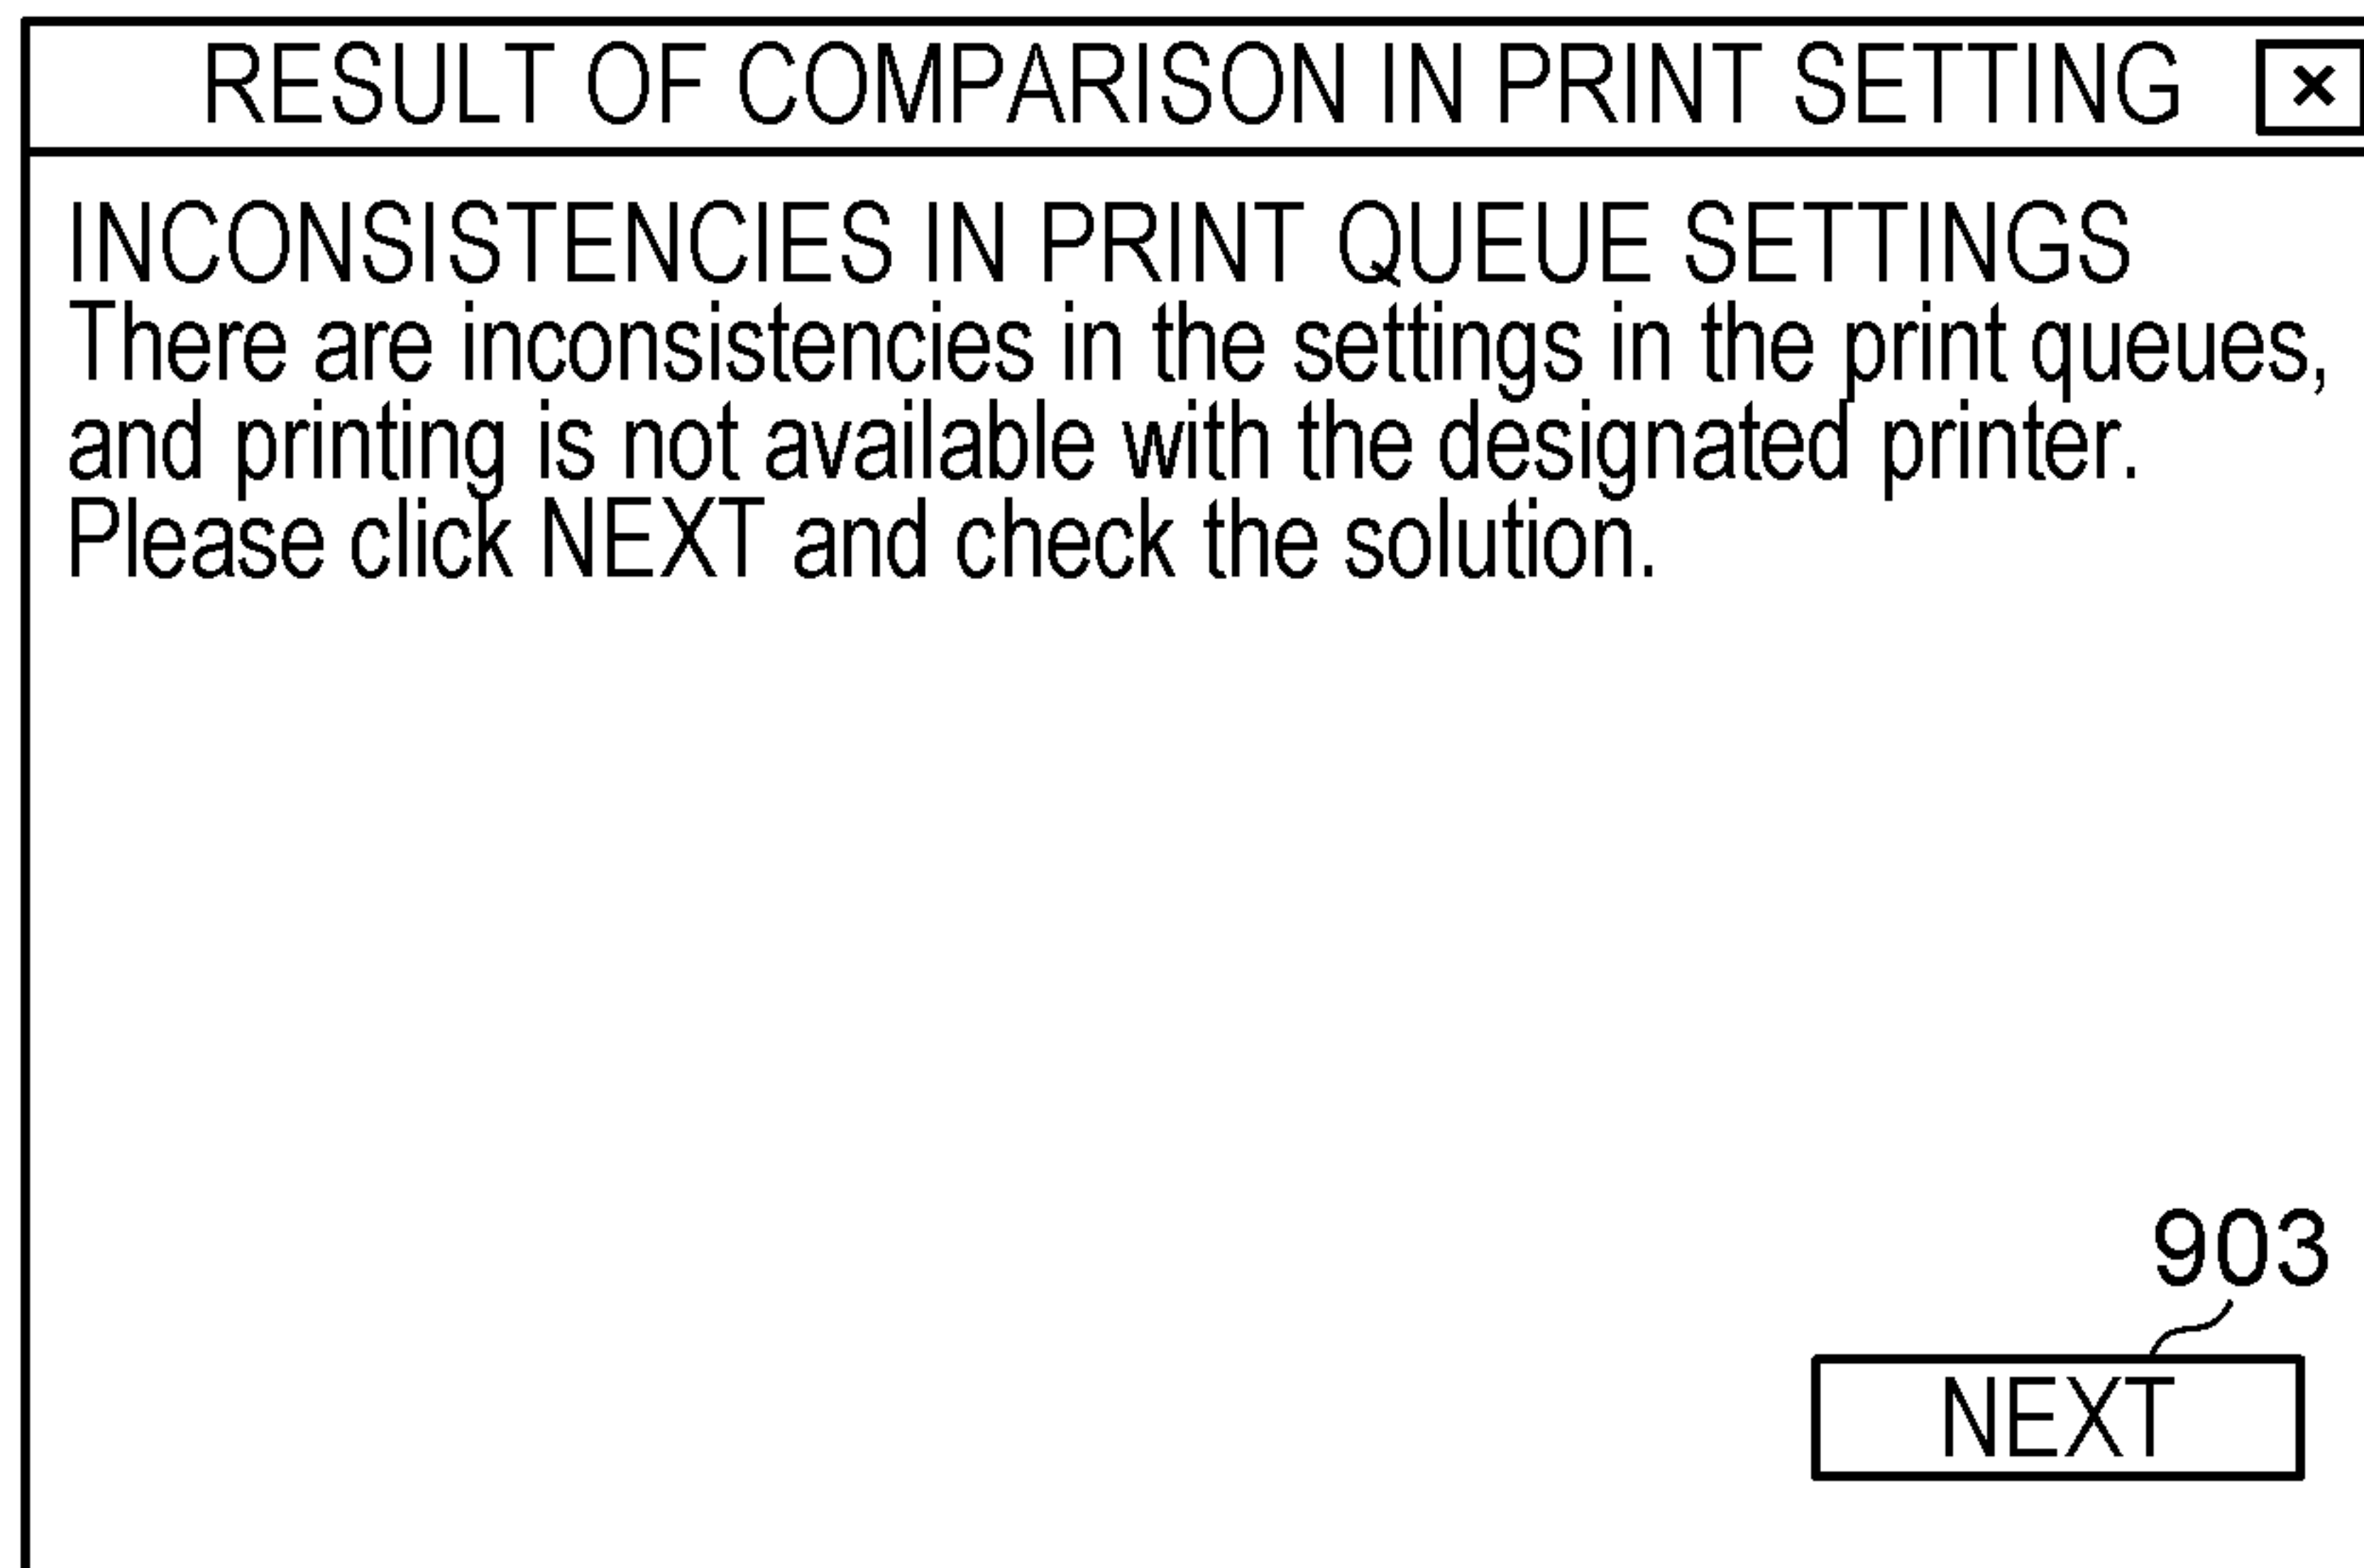 RESULT OF COMPARISON IN PRINT SETTING ×
INCONSISTENCIES IN PRINT QUEUE SETTINGS
There are inconsistencies in the settings in the print queues,
and printing is not available with the designated printer.
Please click NEXT and check the solution.
903
NEXT